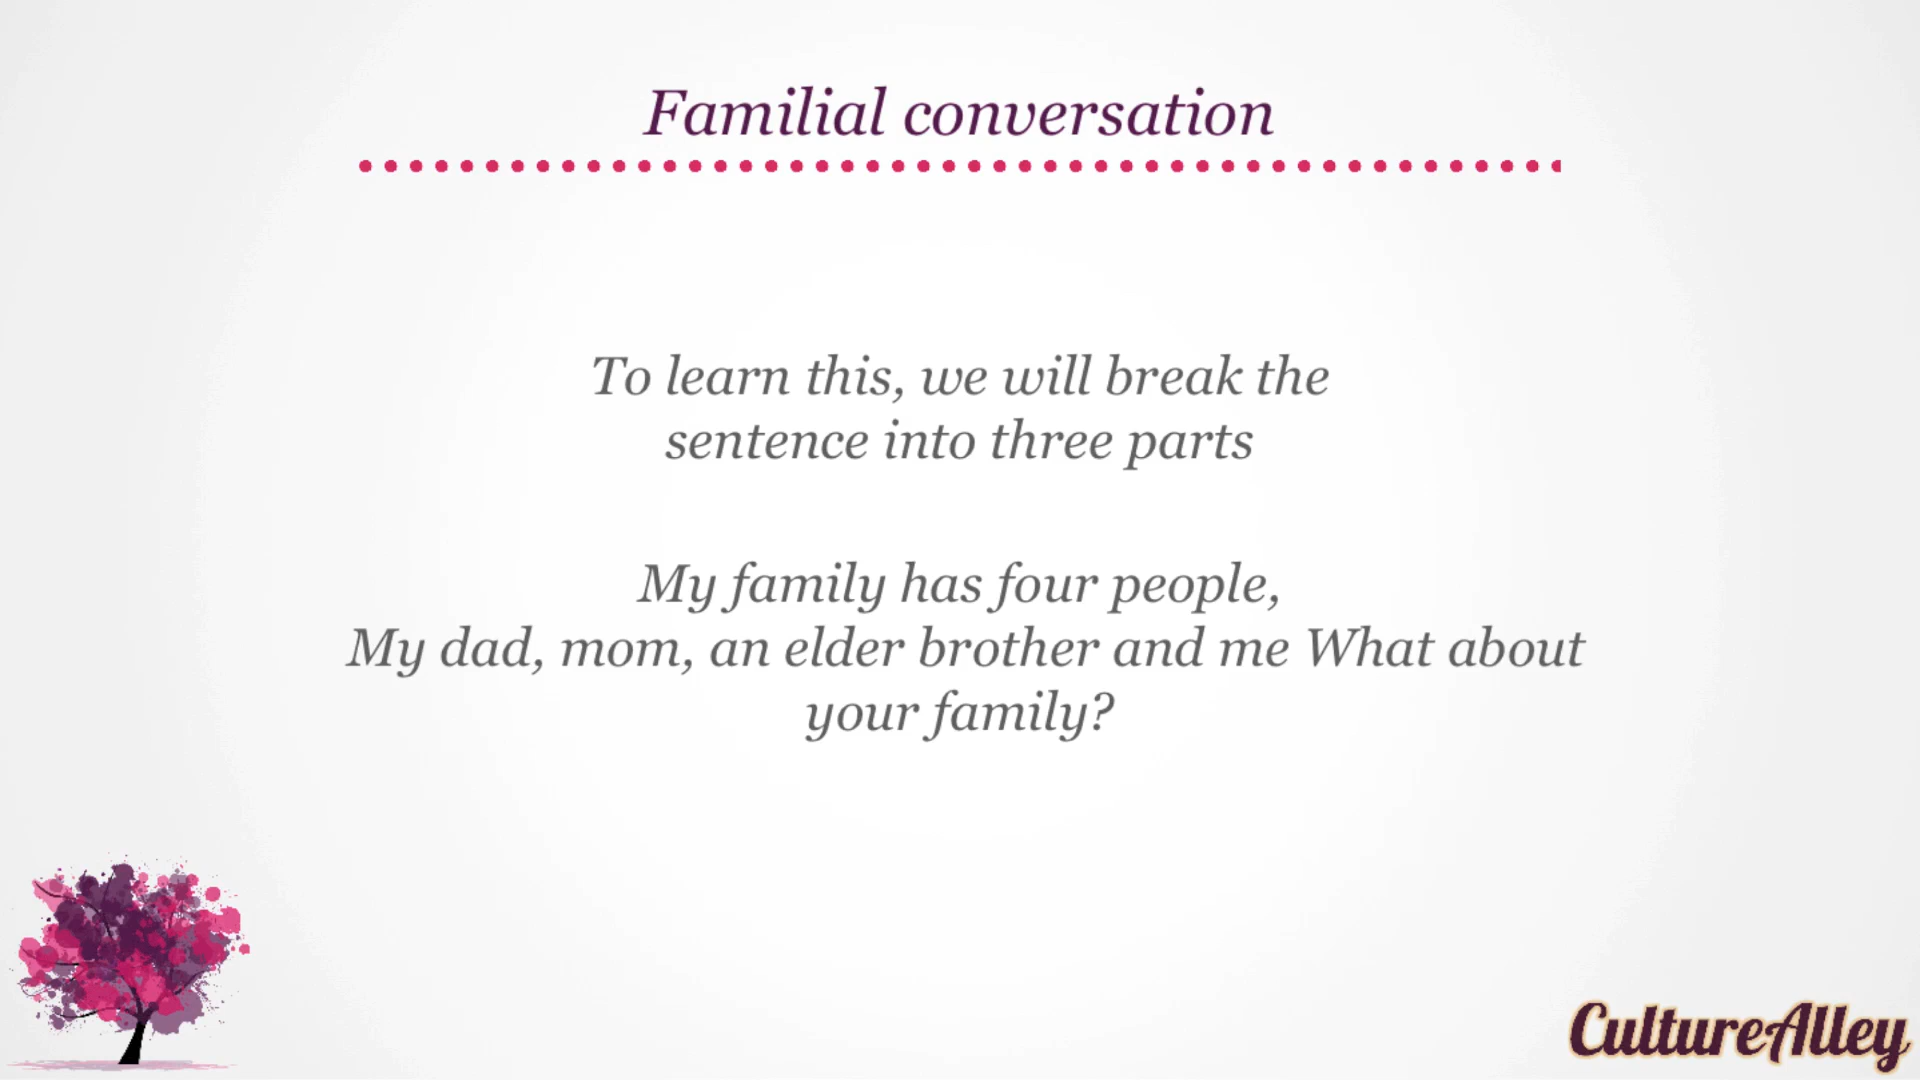 Familial conversation
To learn this, we will break the
sentence into three parts
My family has four people,
My dad, mom, an elder brother and me What about
your family?
CultureAlley